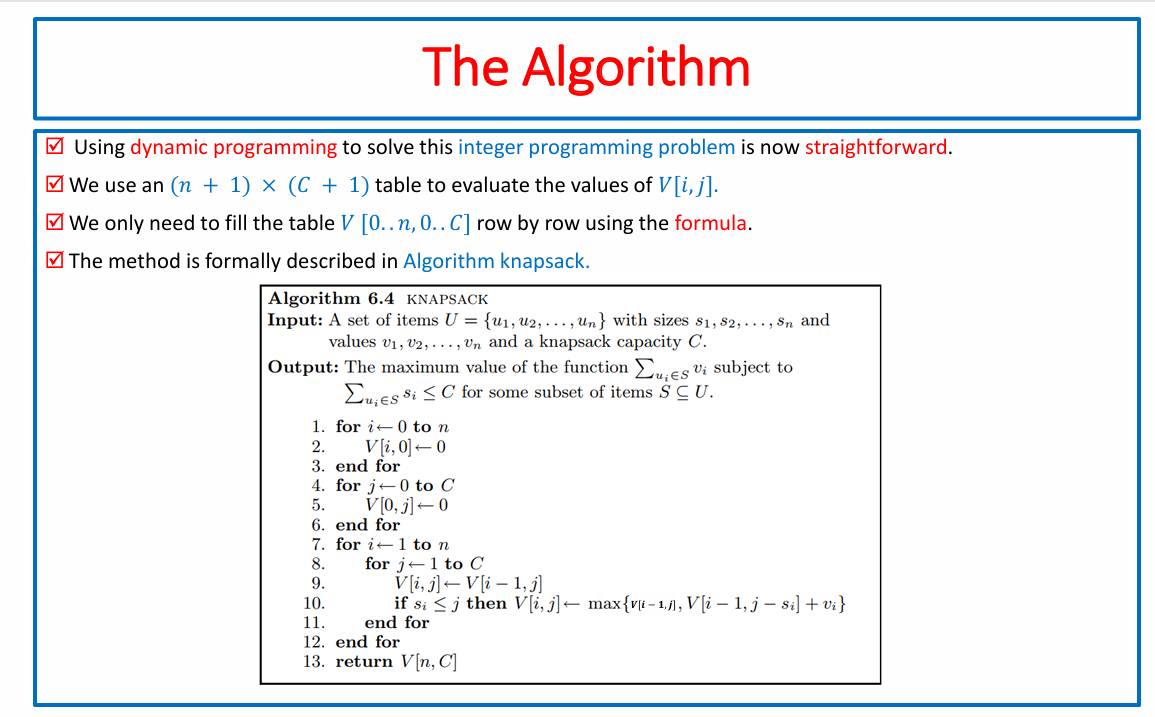 The Algorithm
☑ Using dynamic programming to solve this integer programming problem is now straightforward.
☑ We use an (n + 1) × (C + 1) table to evaluate the values of V[i,j].
☑ We only need to fill the table V [0..n,0..C] row by row using the formula.
☑ The method is formally described in Algorithm knapsack.
Algorithm 6.4 KNAPSACK
Input: A set of items U = {u₁, u₂, . . . , uₙ} with sizes s₁, s₂, . . . , sₙ and
values v₁, v₂, . . . , vₙ and a knapsack capacity C.
Output: The maximum value of the function ∑_{uᵢ∈S} vᵢ subject to
∑_{uᵢ∈S} sᵢ ≤ C for some subset of items S ⊆ U.
1. for i ← 0 to n
2. V[i, 0] ← 0
3. end for
4. for j ← 0 to C
5. V[0, j] ← 0
6. end for
7. for i ← 1 to n
8. for j ← 1 to C
9. V[i, j] ← V[i − 1, j]
10. if sᵢ ≤ j then V[i, j] ← max{V[i − 1, j], V[i − 1, j − sᵢ] + vᵢ}
11. end for
12. end for
13. return V[n, C]